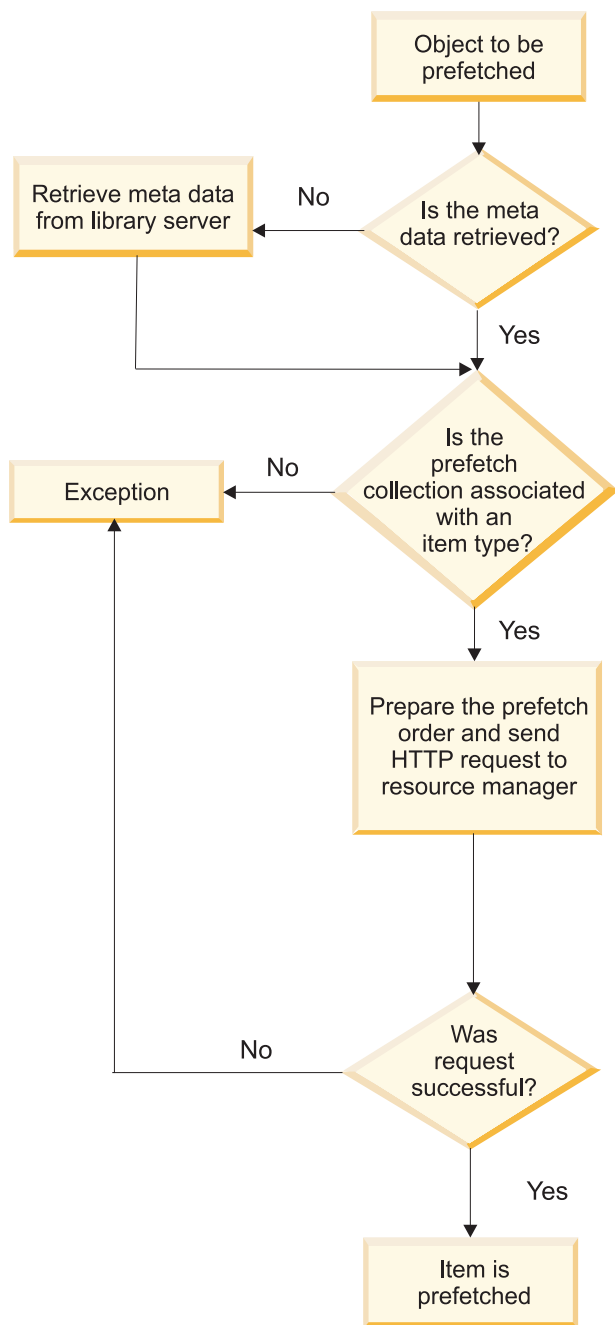 Object to be
prefetched
Retrieve meta data
from library server
No
Is the meta
data retrieved?
Yes
Is the
prefetch
collection associated
with an
item type?
No
Exception
Yes
Prepare the prefetch
order and send
HTTP request to
resource manager
Was
request
successful?
No
Yes
Item is
prefetched